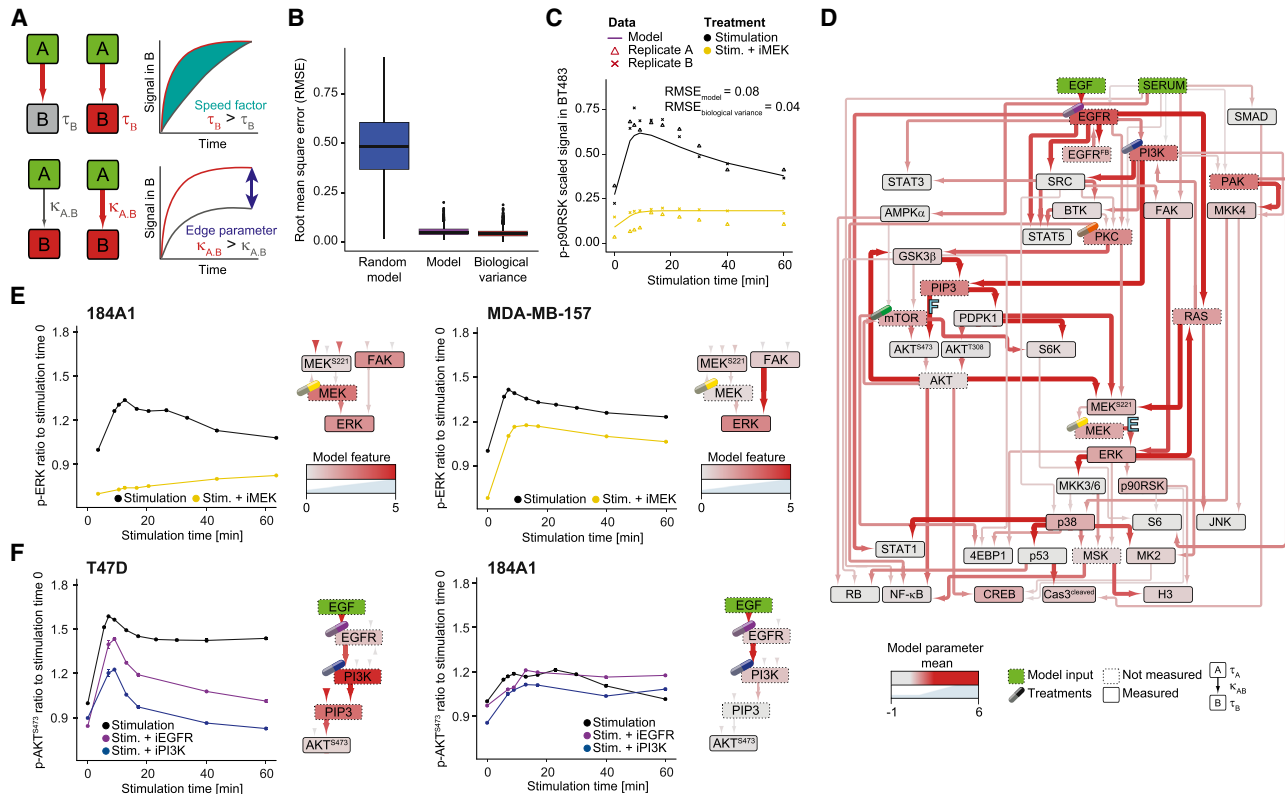 A
A
A
B
τB
B
τB
Signal in B
Speed factor
τB > τB
Time
A
A
κA.B
κA.B
B
B
Signal in B
Edge parameter
κA.B > κA.B
Time
B
Root mean square error (RMSE)
0.75
0.50
0.25
0.00
Random
model
Model
Biological
variance
C
Data
Treatment
Model
Stimulation
Replicate A
Stim. + iMEK
Replicate B
p-p90RSK scaled signal in BT483
RMSEmodel = 0.08
RMSEbiological variance = 0.04
0.75
0.50
0.25
0.00
0
20
40
60
Stimulation time [min]
D
EGF
SERUM
EGFR
SMAD
EGFRFB
PI3K
STAT3
SRC
PAK
AMPKα
BTK
FAK
MKK4
STAT5
PKC
GSK3β
PIP3
F
mTOR
PDPK1
RAS
AKTS473
AKTT308
S6K
AKT
MEKS221
MEK
E
ERK
MKK3/6
p90RSK
p38
S6
JNK
STAT1
4EBP1
p53
MSK
MK2
RB
NF-κB
CREB
Cas3cleaved
H3
Model parameter
mean
-1
6
Model input
Not measured
Treatments
Measured
A
τA
κAB
B
τB
E
184A1
p-ERK ratio to stimulation time 0
1.8
1.5
1.2
0.9
Stimulation
Stim. + iMEK
0
20
40
60
Stimulation time [min]
MEKS221
FAK
MEK
ERK
Model feature
0
5
MDA-MB-157
p-ERK ratio to stimulation time 0
1.8
1.5
1.2
0.9
Stimulation
Stim. + iMEK
0
20
40
60
Stimulation time [min]
MEKS221
FAK
MEK
ERK
Model feature
0
5
F
T47D
p-AKTS473 ratio to stimulation time 0
1.8
1.5
1.2
0.9
Stimulation
Stim. + iEGFR
Stim. + iPI3K
0
20
40
60
Stimulation time [min]
EGF
EGFR
PI3K
PIP3
AKTS473
184A1
p-AKTS473 ratio to stimulation time 0
1.8
1.5
1.2
0.9
Stimulation
Stim. + iEGFR
Stim. + iPI3K
0
20
40
60
Stimulation time [min]
EGF
EGFR
PI3K
PIP3
AKTS473